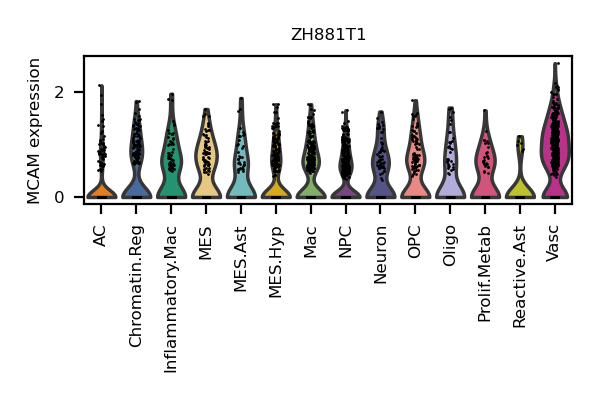 ZH881T1
MCAM expression
2
0
AC
Chromatin.Reg
Inflammatory.Mac
MES
MES.Ast
MES.Hyp
Mac
NPC
Neuron
OPC
Oligo
Prolif.Metab
Reactive.Ast
Vasc